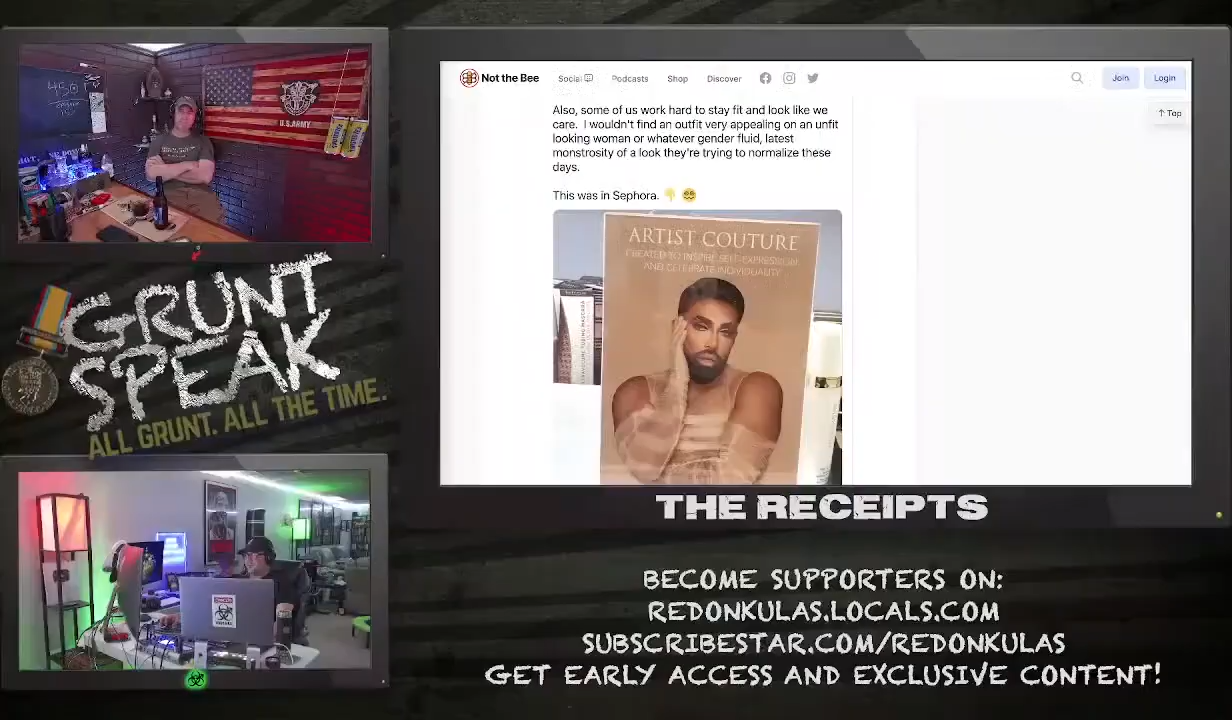 U.S. ARMY
GRUNT
SPEAK
ALL GRUNT. ALL THE TIME.
Not the Bee
Social
Podcasts
Shop
Discover
Join
Login
↑ Top
Also, some of us work hard to stay fit and look like we
care. I wouldn't find an outfit very appealing on an unfit
looking woman or whatever gender fluid, latest
monstrosity of a look they're trying to normalize these
days.
This was in Sephora. 👎
ARTIST COUTURE
CREATED TO INSPIRE SELF-EXPRESSION
AND CELEBRATE INDIVIDUALITY
THE RECEIPTS
BECOME SUPPORTERS ON:
REDONKULAS.LOCALS.COM
SUBSCRIBESTAR.COM/REDONKULAS
GET EARLY ACCESS AND EXCLUSIVE CONTENT!